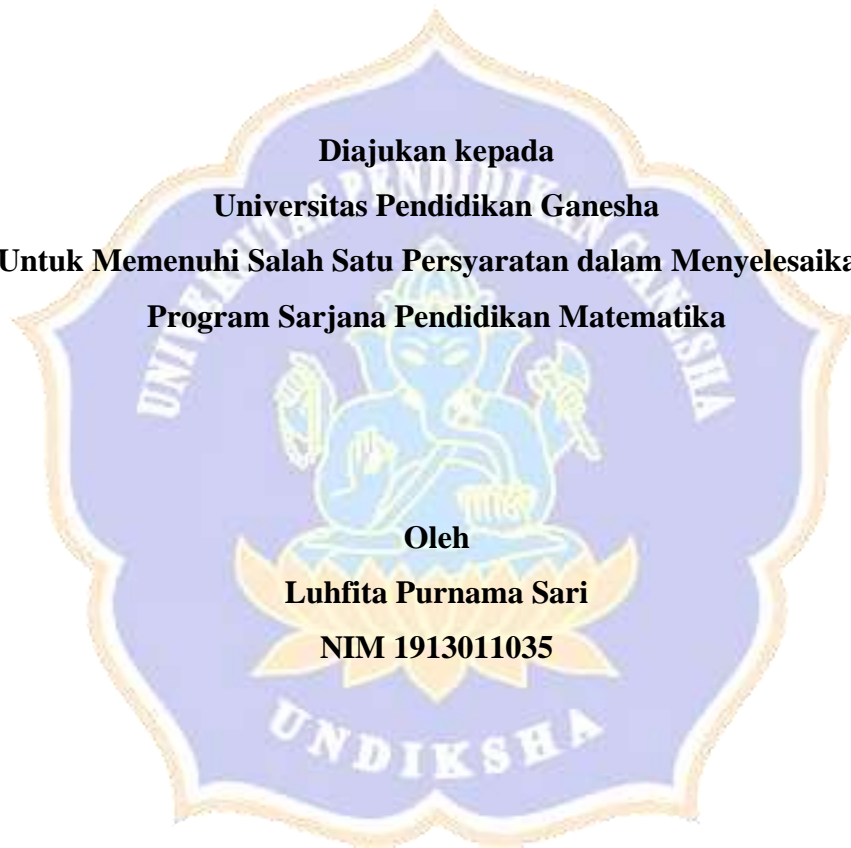 Diajukan kepada
Universitas Pendidikan Ganesha
Untuk Memenuhi Salah Satu Persyaratan dalam Menyelesaika
Program Sarjana Pendidikan Matematika
Oleh
Luhfita Purnama Sari
NIM 1913011035
UNIVERSITAS PENDIDIKAN GANESHA
UNDIKSHA